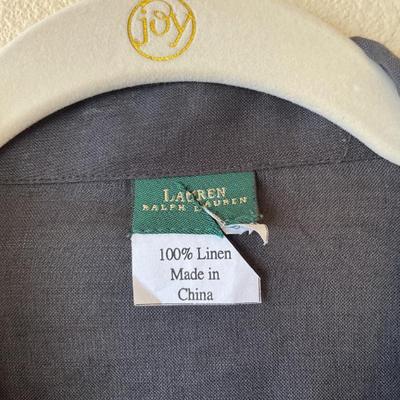 joy
LAUREN
RALPH LAUREN
100% Linen
Made in
China